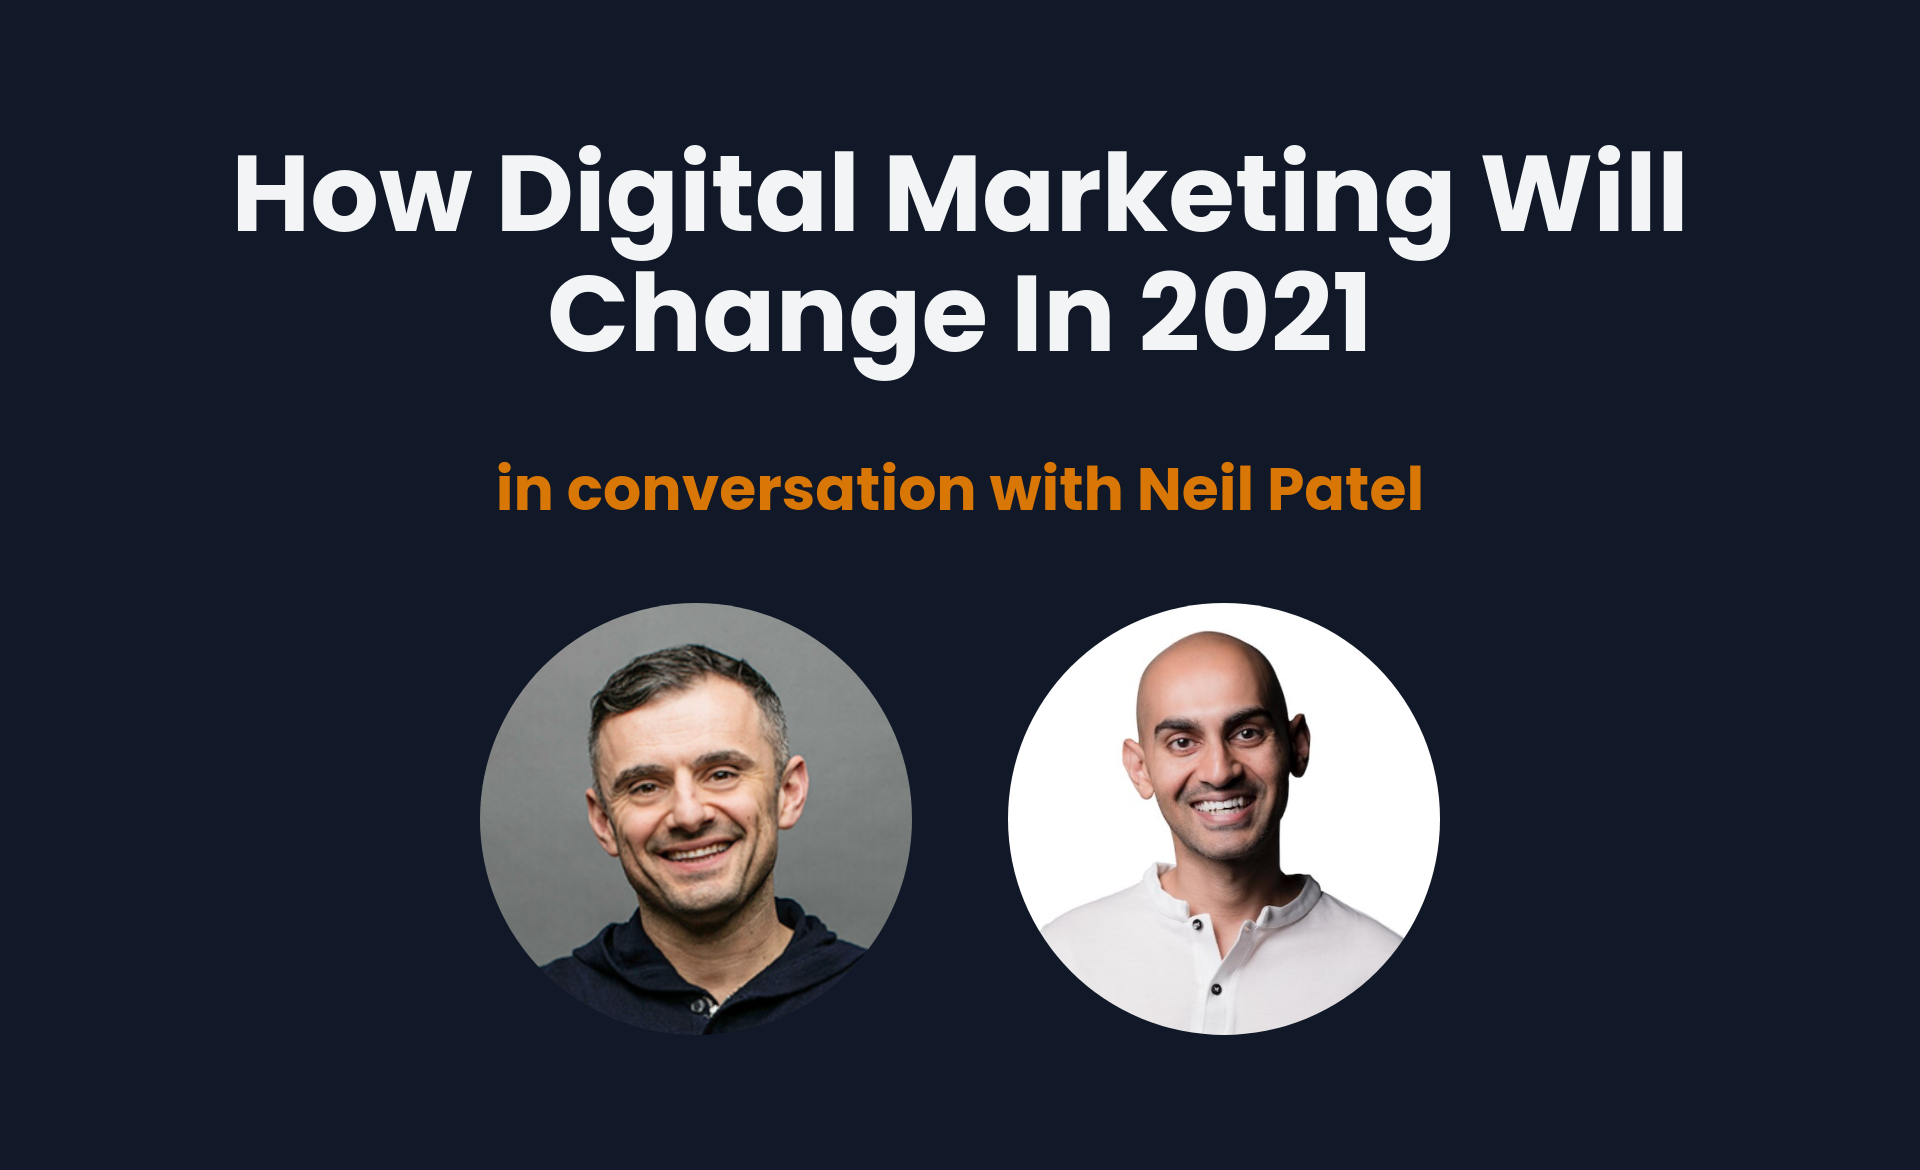 How Digital Marketing Will
Change In 2021
in conversation with Neil Patel